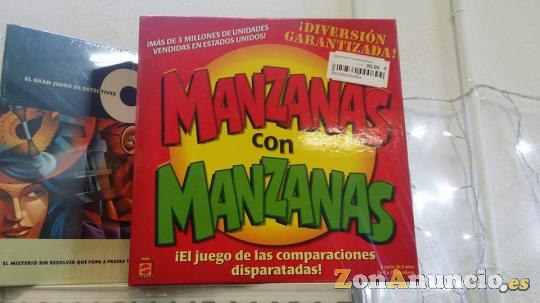 ¡MÁS DE 3 MILLONES DE UNIDADES
VENDIDAS EN ESTADOS UNIDOS!
¡DIVERSIÓN
GARANTIZADA!
EL GRAN JUEGO DE DETECTIVES
MANZANAS
con
MANZANAS
¡El juego de las comparaciones
disparatadas!
EL MISTERIO SIN RESOLVER QUE PONE A PRUEBA T
ZonAnuncio.es